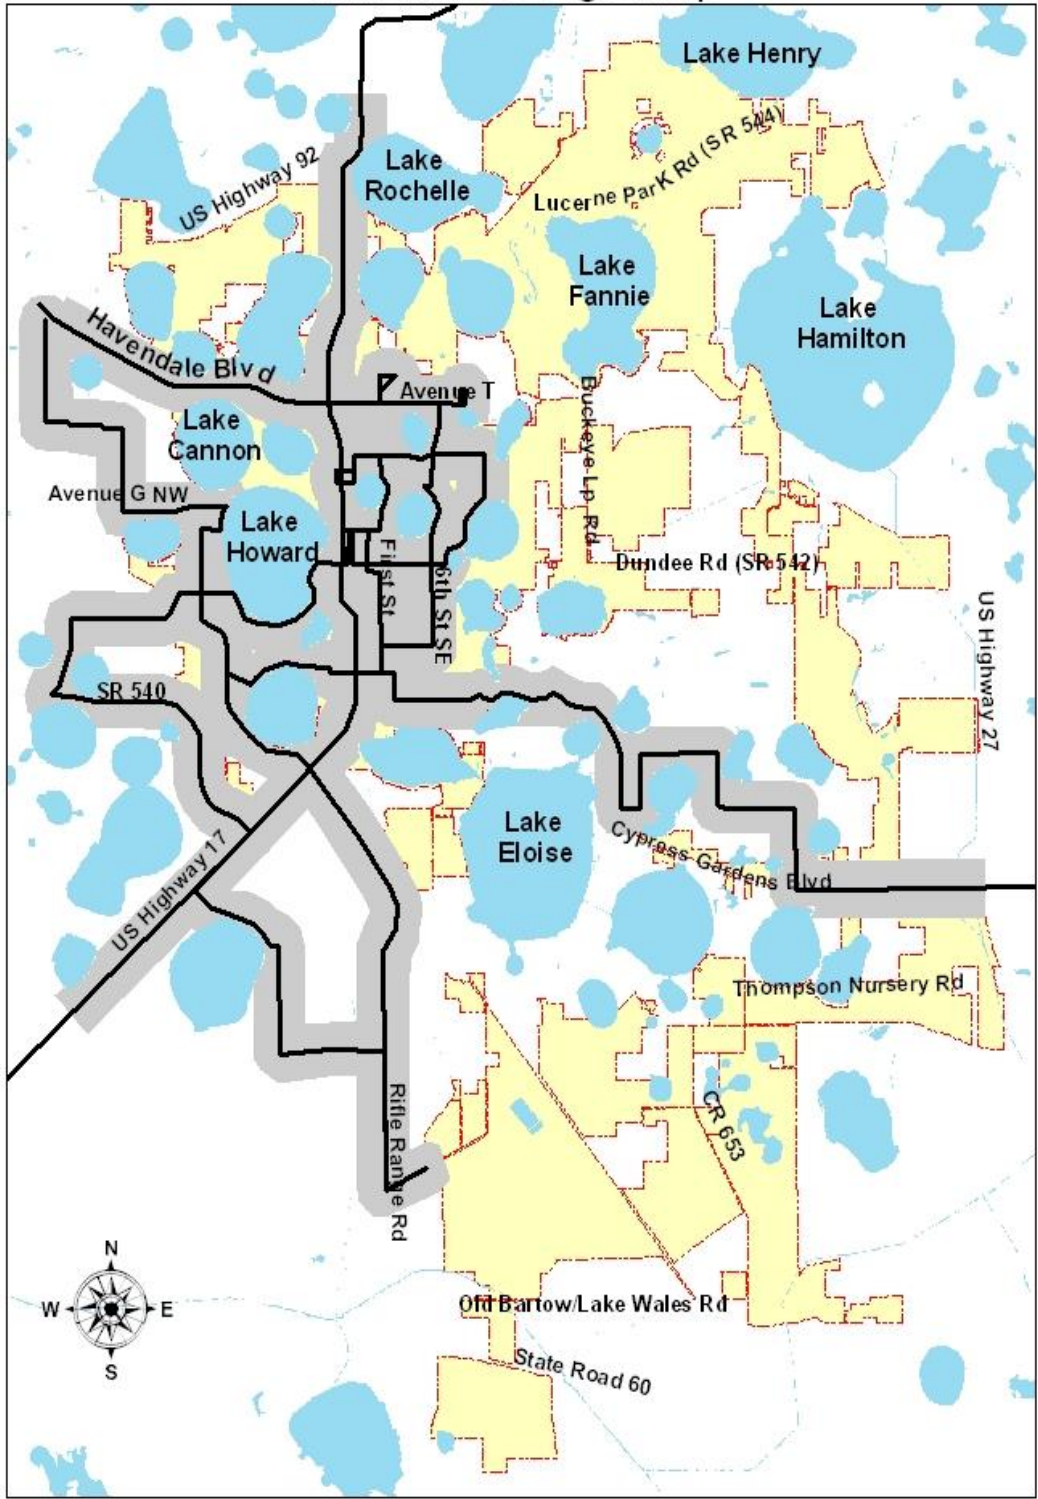 Lake Henry
Lucerne ParK Rd (SR 544)
US Highway 92
Lake
Rochelle
Lake
Fannie
Lake
Hamilton
Havendale Blvd
Avenue T
Buckeye Lp Rd
Lake
Cannon
Avenue G NW
Lake
Howard
First St
6th St SE
Dundee Rd (SR 542)
US Highway 27
SR 540
Lake
Eloise
Cypress Gardens Blvd
US Highway 17
Thompson Nursery Rd
CR 653
Rifle Range Rd
N
W
E
S
Old Bartow/Lake Wales Rd
State Road 60